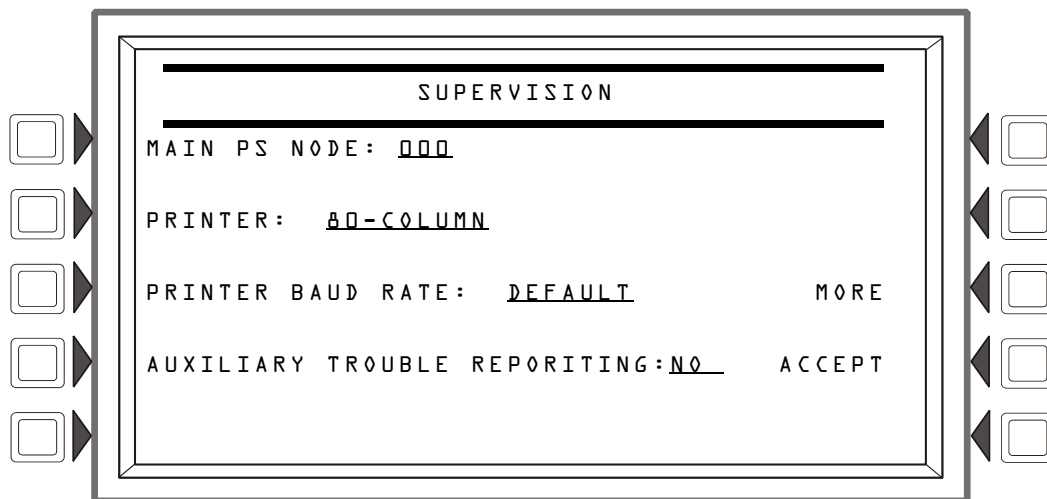 SUPERVISION
MAIN PS NODE: 000
PRINTER: 80-COLUMN
PRINTER BAUD RATE: DEFAULT MORE
AUXILIARY TROUBLE REPORITING:NO ACCEPT